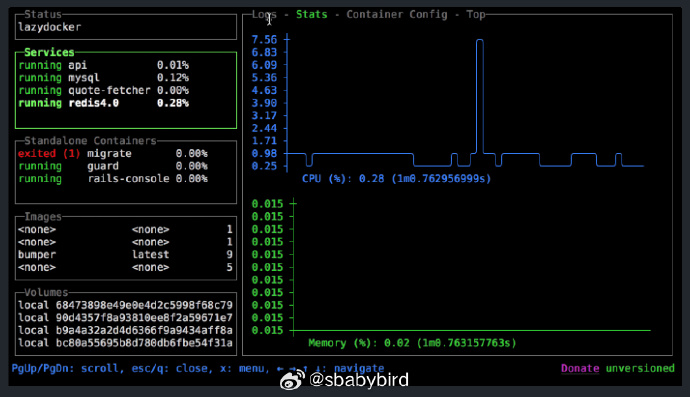 Status
lazydocker
Services
running api 0.01%
running mysql 0.12%
running quote-fetcher 0.00%
running redis4.0 0.28%
Standalone Containers
exited (1) migrate 0.00%
running guard 0.00%
running rails-console 0.00%
Images
<none> <none> 1
<none> <none> 1
bumper latest 9
<none> <none> 5
Volumes
local 68473898e49e0e4d2c5998f68c79
local 90d4357f8a93810ee8f2a59671e7
local b9a4a32a2d4d6366f9a9434aff8a
local bc80a55695b8d780db6fbe54f31a
Logs - Stats - Container Config - Top
7.56
6.83
6.09
5.36
4.63
3.90
3.17
2.44
1.71
0.98
0.25
CPU (%): 0.28 (1m0.762956999s)
0.015
0.015
0.015
0.015
0.015
0.015
0.015
0.015
0.015
0.015
0.015
Memory (%): 0.02 (1m0.763157763s)
PgUp/PgDn: scroll, esc/q: close, x: menu, ← → ↑ ↓: navigate
Donate unversioned
@sbabybird